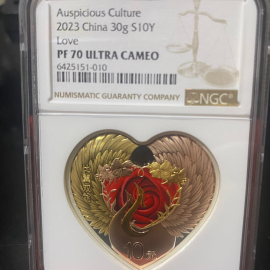 Auspicious Culture
2023 China 30g S10Y
Love
PF 70 ULTRA CAMEO
6425151-010
NUMISMATIC GUARANTY COMPANY
NGC
10元